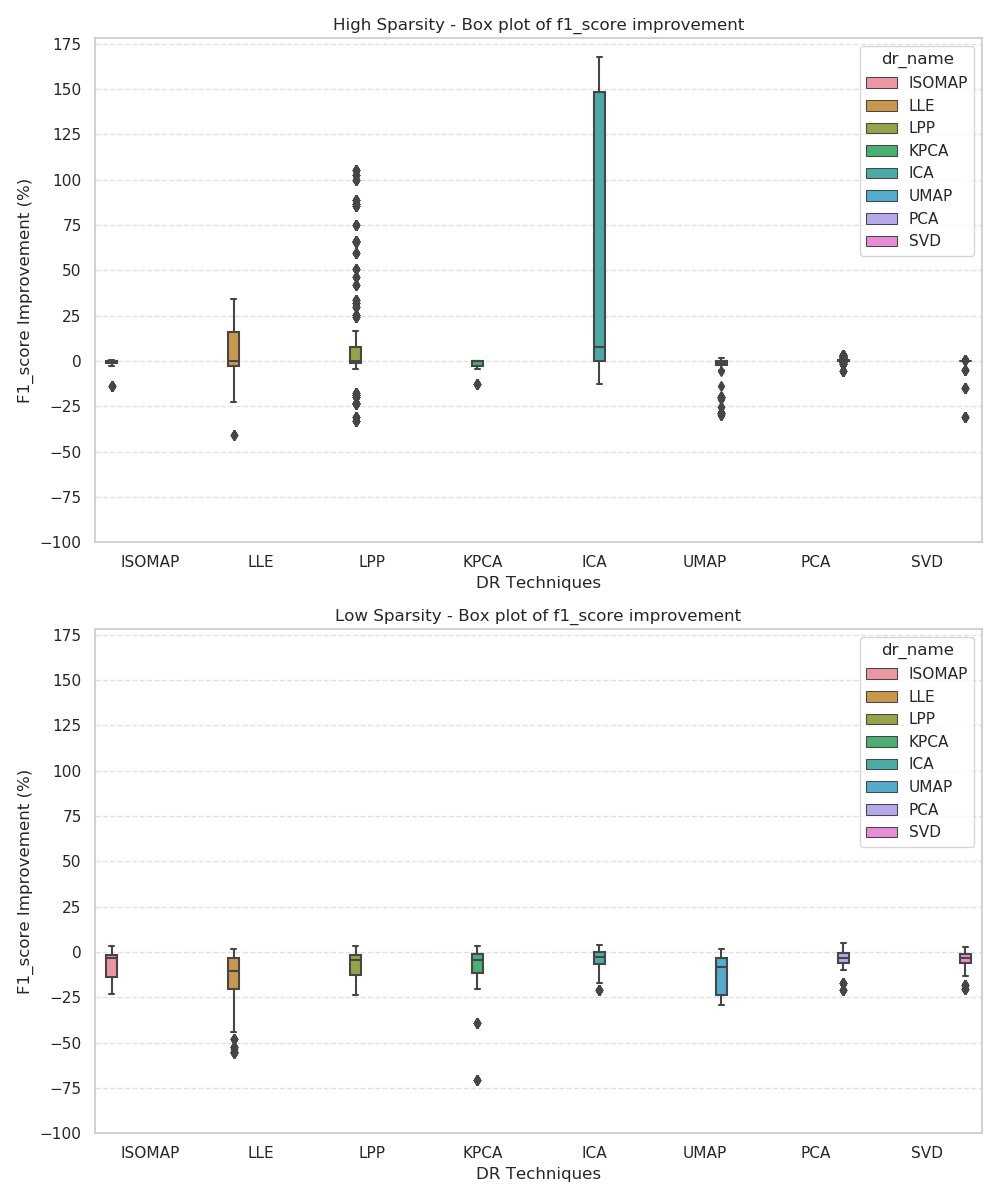 High Sparsity - Box plot of f1_score improvement
F1_score Improvement (%)
175
150
125
100
75
50
25
0
−25
−50
−75
−100
dr_name
ISOMAP
LLE
LPP
KPCA
ICA
UMAP
PCA
SVD
ISOMAP LLE LPP KPCA ICA UMAP PCA SVD
DR Techniques
Low Sparsity - Box plot of f1_score improvement
F1_score Improvement (%)
175
150
125
100
75
50
25
0
−25
−50
−75
−100
dr_name
ISOMAP
LLE
LPP
KPCA
ICA
UMAP
PCA
SVD
ISOMAP LLE LPP KPCA ICA UMAP PCA SVD
DR Techniques